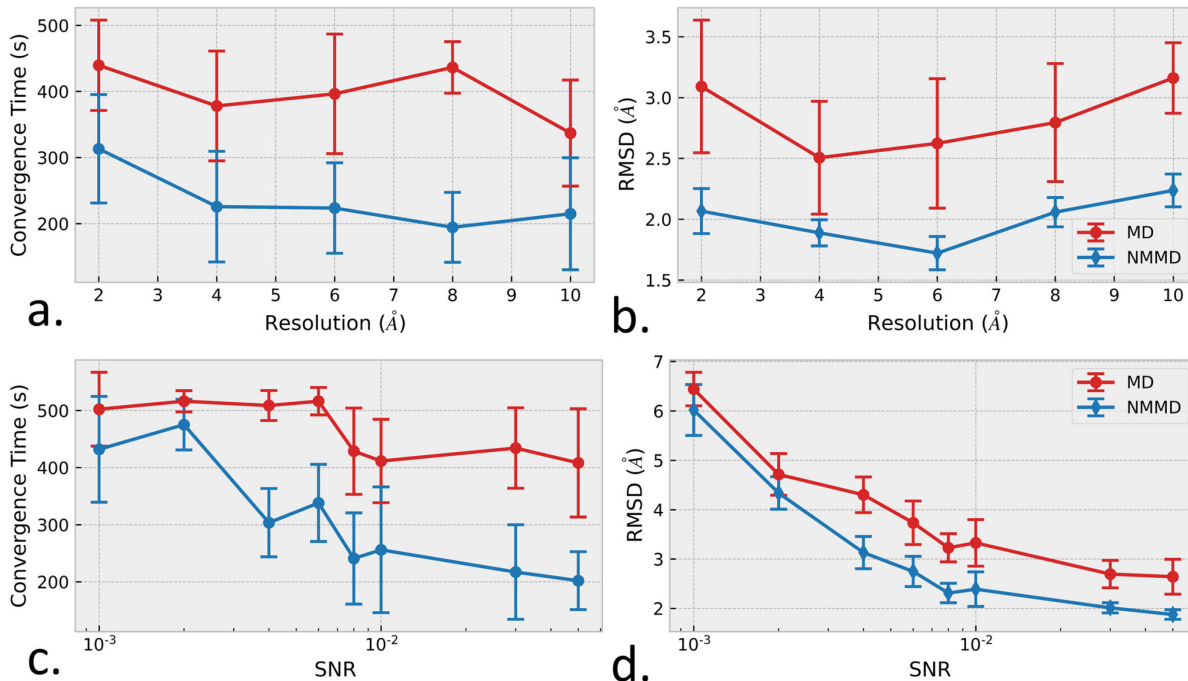 500
400
300
200
Convergence Time (s)
2 3 4 5 6 7 8 9 10
Resolution (Å)
a.
3.5
3.0
2.5
2.0
1.5
RMSD (Å)
MD
NMMD
2 3 4 5 6 7 8 9 10
Resolution (Å)
b.
500
400
300
200
Convergence Time (s)
10⁻³ 10⁻²
SNR
c.
7
6
5
4
3
2
RMSD (Å)
MD
NMMD
10⁻³ 10⁻²
SNR
d.